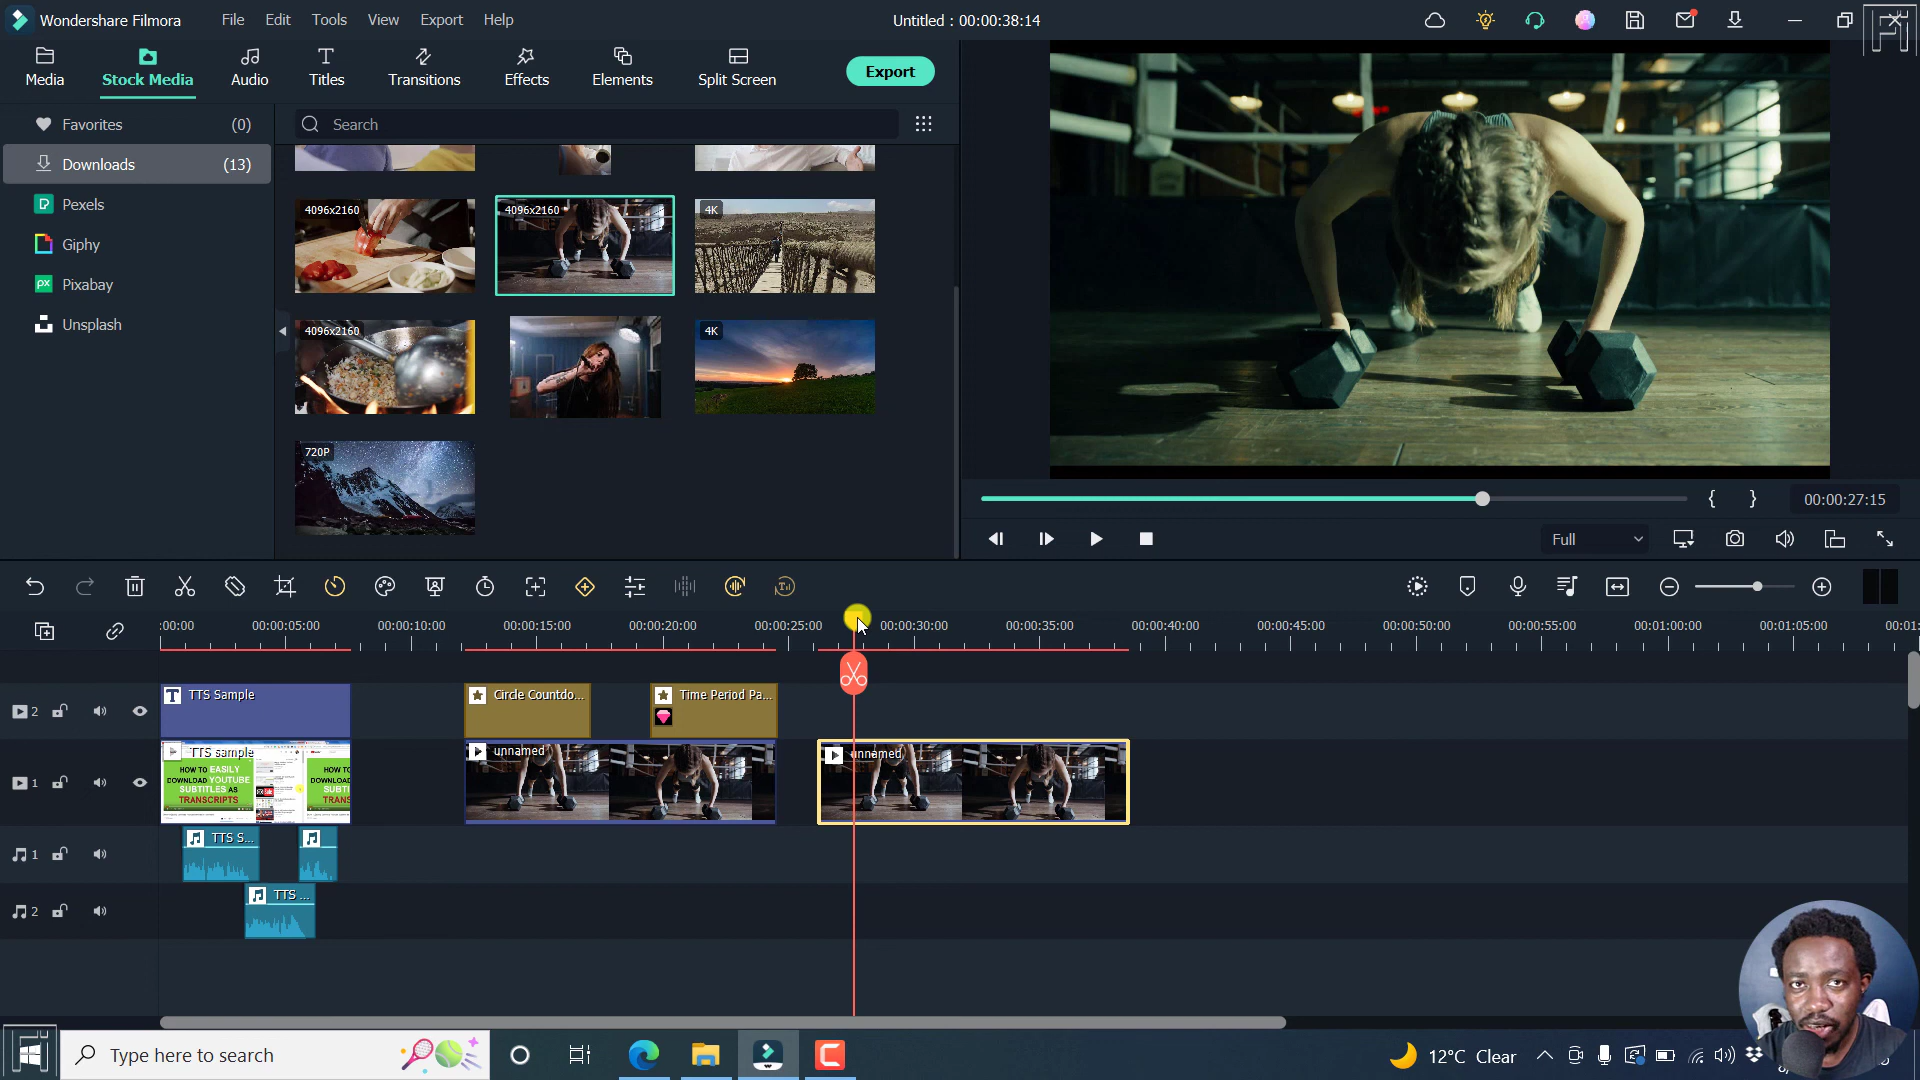 Wondershare Filmora File Edit Tools View Export Help Untitled : 00:00:38:14
Media Stock Media Audio Titles Transitions Effects Elements Split Screen Export
Favorites (0)
Downloads (13)
Pexels
Giphy
Pixabay
Unsplash
Search
4096x2160 4096x2160 4K
4096x2160 4K
720P
{ } 00:00:27:15
Full
:00:00 00:00:05:00 00:00:10:00 00:00:15:00 00:00:20:00 00:00:25:00 00:00:30:00 00:00:35:00 00:00:40:00 00:00:45:00 00:00:50:00 00:00:55:00 00:01:00:00 00:01:05:00 00:01:
2 TTS Sample Circle Countdo... Time Period Pa...
1 TTS sample unnamed unnamed
HOW TO EASILY
DOWNLOAD YOUTUBE
SUBTITLES AS
TRANSCRIPTS
1 TTS S...
2 TTS ...
Type here to search 12°C Clear